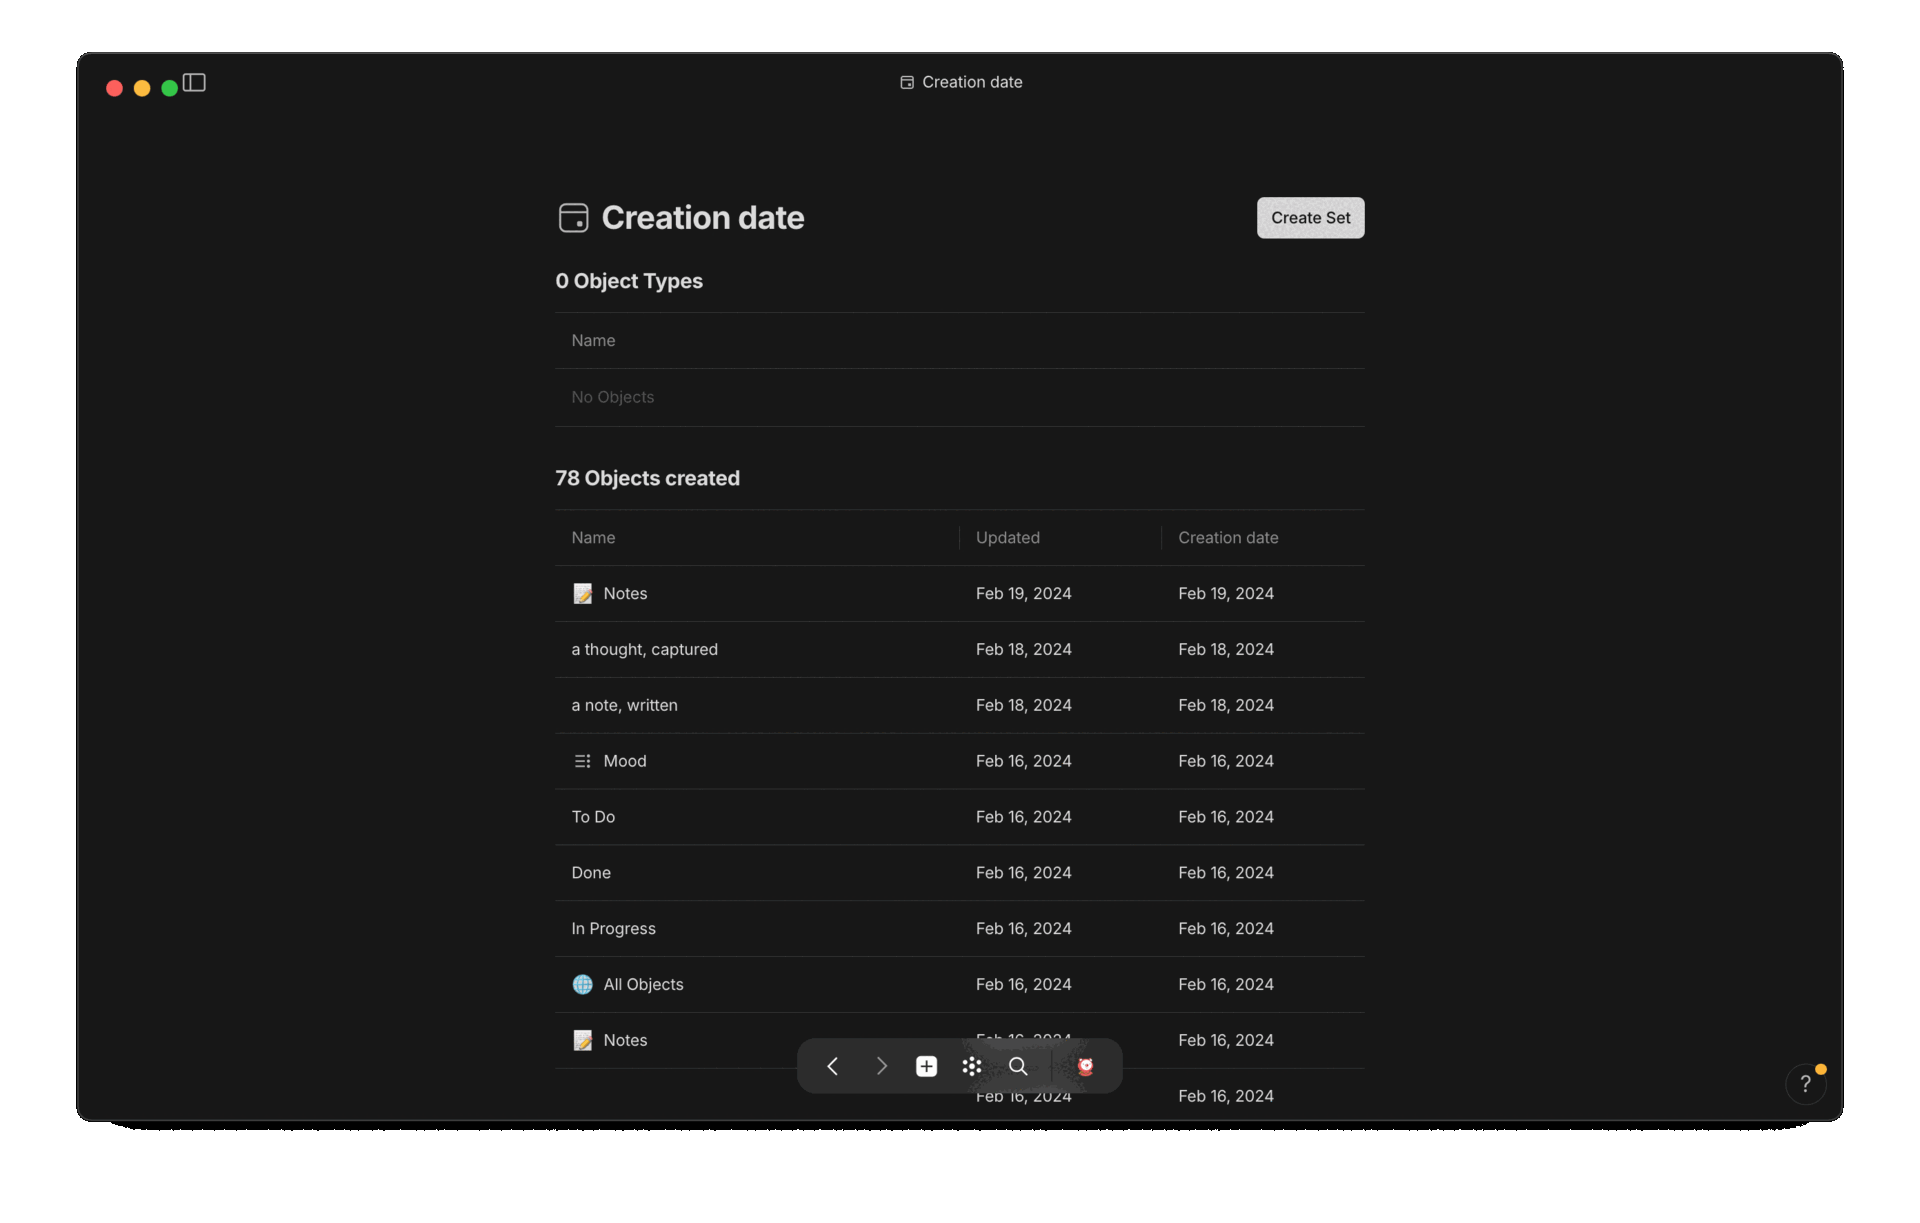 Creation date
Creation date
Create Set
0 Object Types
Name
No Objects
78 Objects created
Name Updated Creation date
Notes Feb 19, 2024 Feb 19, 2024
a thought, captured Feb 18, 2024 Feb 18, 2024
a note, written Feb 18, 2024 Feb 18, 2024
Mood Feb 16, 2024 Feb 16, 2024
To Do Feb 16, 2024 Feb 16, 2024
Done Feb 16, 2024 Feb 16, 2024
In Progress Feb 16, 2024 Feb 16, 2024
All Objects Feb 16, 2024 Feb 16, 2024
Notes Feb 16, 2024 Feb 16, 2024
Feb 16, 2024 Feb 16, 2024
?